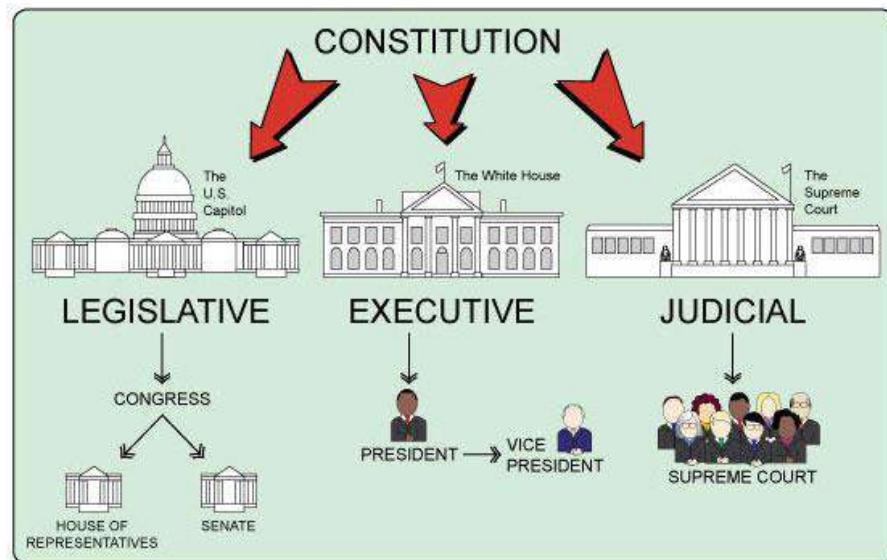 CONSTITUTION
The
U.S.
Capitol
The White House
The
Supreme
Court
LEGISLATIVE
EXECUTIVE
JUDICIAL
CONGRESS
HOUSE OF
REPRESENTATIVES
SENATE
PRESIDENT
VICE
PRESIDENT
SUPREME COURT